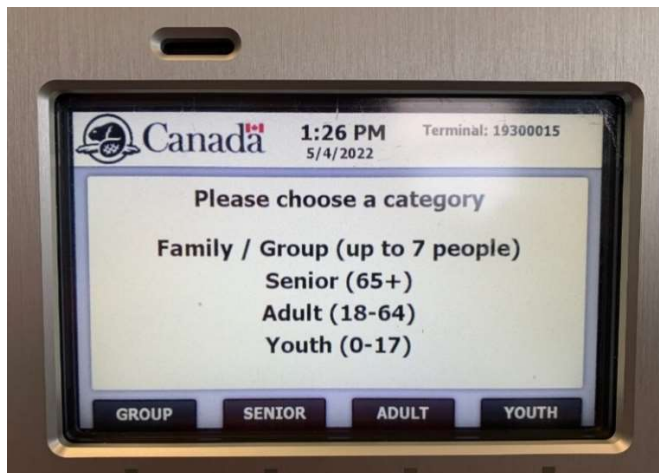 Canada
1:26 PM
5/4/2022
Terminal: 19300015
Please choose a category
Family / Group (up to 7 people)
Senior (65+)
Adult (18-64)
Youth (0-17)
GROUP SENIOR ADULT YOUTH